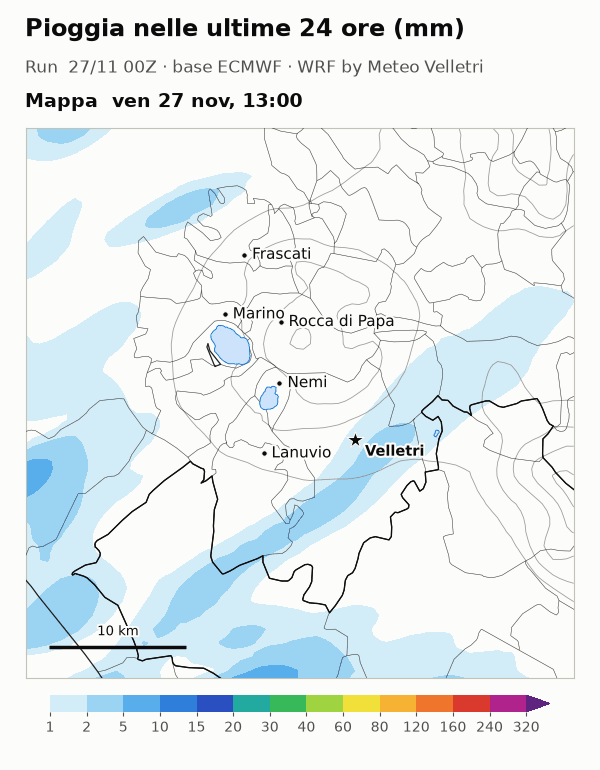 Pioggia nelle ultime 24 ore (mm)
Run 27/11 00Z · base ECMWF · WRF by Meteo Velletri
Mappa ven 27 nov, 13:00
Frascati
Marino
Rocca di Papa
Nemi
Velletri
Lanuvio
10 km
1 2 5 10 15 20 30 40 60 80 120 160 240 320